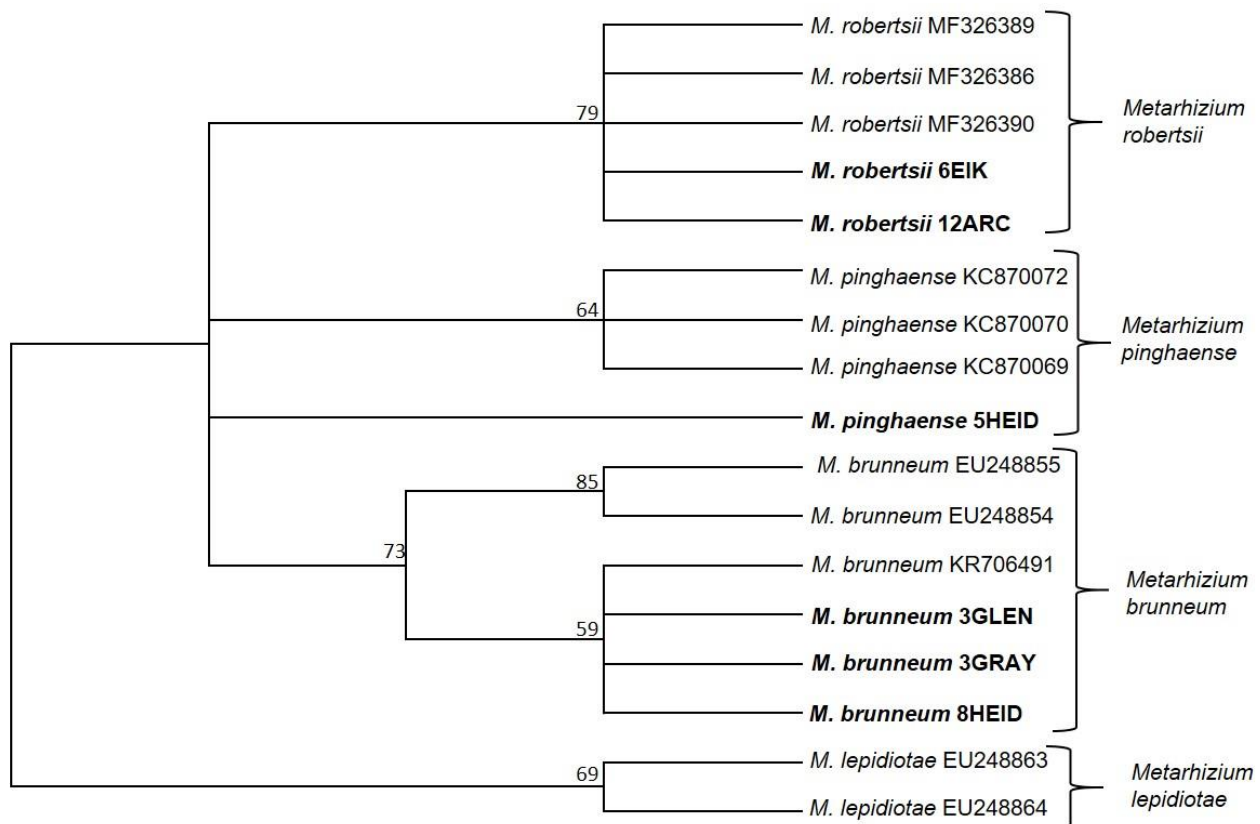 M. robertsii MF326389
M. robertsii MF326386
79
M. robertsii MF326390
M. robertsii 6EIK
M. robertsii 12ARC
Metarhizium
robertsii
M. pinghaense KC870072
64
M. pinghaense KC870070
M. pinghaense KC870069
M. pinghaense 5HEID
Metarhizium
pinghaense
85
M. brunneum EU248855
M. brunneum EU248854
73
M. brunneum KR706491
59
M. brunneum 3GLEN
M. brunneum 3GRAY
M. brunneum 8HEID
Metarhizium
brunneum
69
M. lepidiotae EU248863
M. lepidiotae EU248864
Metarhizium
lepidiotae